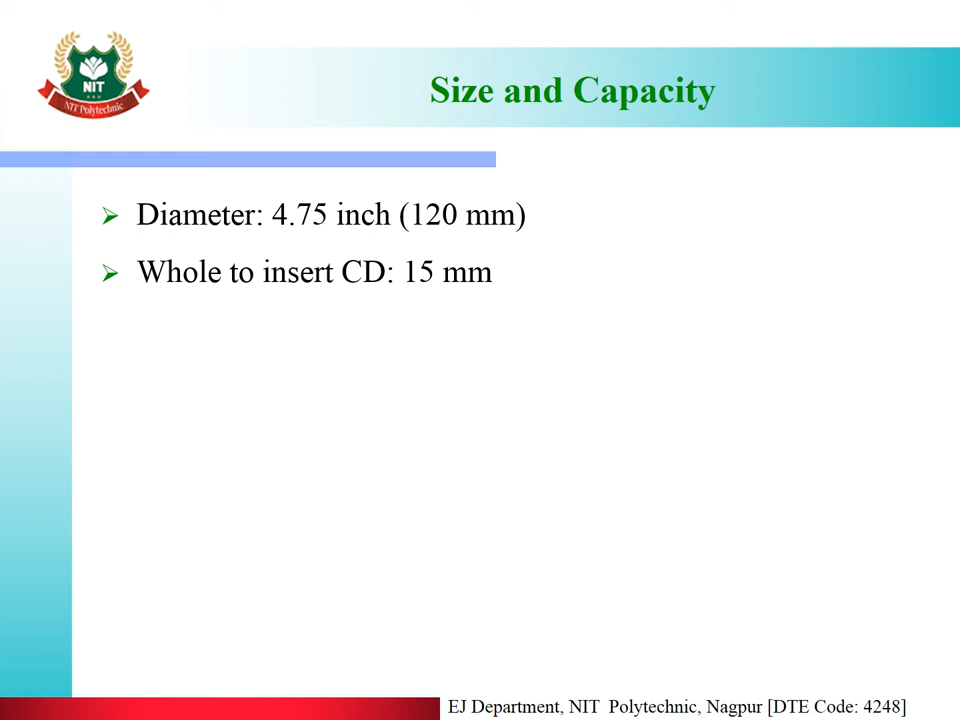 NIT
NIT Polytechnic
Size and Capacity
Diameter: 4.75 inch (120 mm)
Whole to insert CD: 15 mm
EJ Department, NIT Polytechnic, Nagpur [DTE Code: 4248]